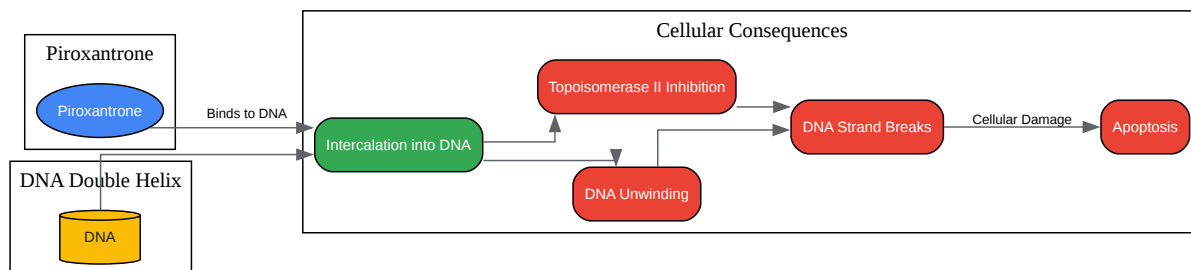 Cellular Consequences
Piroxantrone
Piroxantrone
Topoisomerase II Inhibition
Binds to DNA
DNA Strand Breaks
Cellular Damage
Apoptosis
Intercalation into DNA
DNA Double Helix
DNA Unwinding
DNA